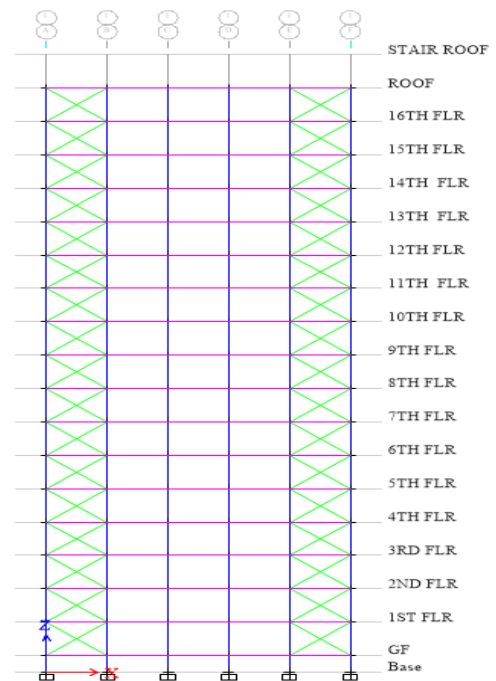 A B C D E F
STAIR ROOF
ROOF
16TH FLR
15TH FLR
14TH FLR
13TH FLR
12TH FLR
11TH FLR
10TH FLR
9TH FLR
8TH FLR
7TH FLR
6TH FLR
5TH FLR
4TH FLR
3RD FLR
2ND FLR
1ST FLR
Z
GF
Base
X